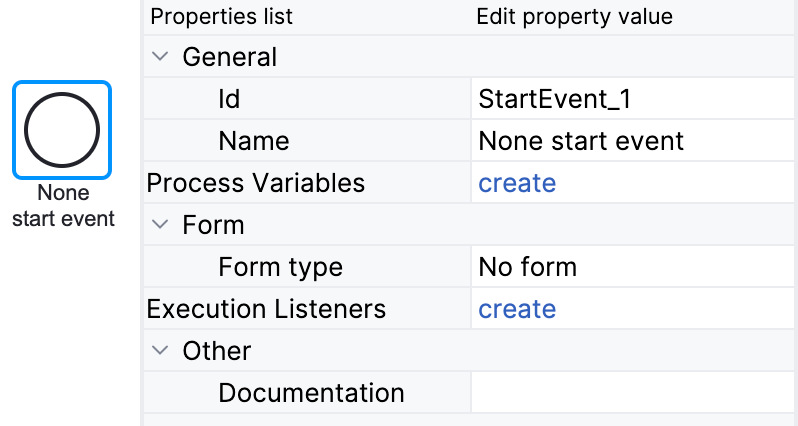 Properties list
Edit property value
General
Id
StartEvent_1
Name
None start event
Process Variables
create
Form
Form type
No form
Execution Listeners
create
Other
Documentation
None
start event